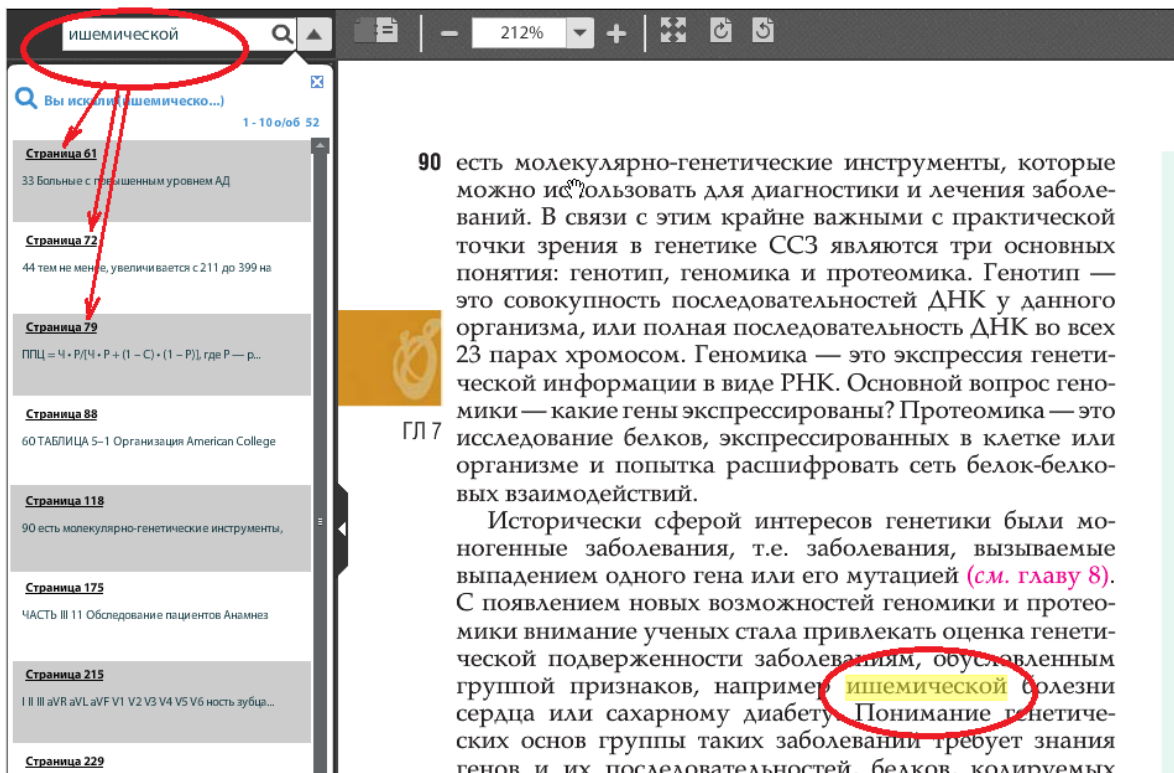 ишемической
212%
Вы искали (ишемическо...)
1 - 10 о/об 52
Страница 61
33 Больные с повышенным уровнем АД
Страница 72
44 тем не менее, увеличивается с 211 до 399 на
Страница 79
ППЦ = Ч • Р/[Ч • Р + (1 – С) • (1 – Р)], где Р — р...
Страница 88
60 ТАБЛИЦА 5–1 Организация American College
Страница 118
90 есть молекулярно-генетические инструменты,
Страница 175
ЧАСТЬ III 11 Обследование пациентов Анамнез
Страница 215
I II III aVR aVL aVF V1 V2 V3 V4 V5 V6 ность зубца...
Страница 229
90 есть молекулярно-генетические инструменты, которые
можно использовать для диагностики и лечения заболе-
ваний. В связи с этим крайне важными с практической
точки зрения в генетике ССЗ являются три основных
понятия: генотип, геномика и протеомика. Генотип —
это совокупность последовательностей ДНК у данного
организма, или полная последовательность ДНК во всех
23 парах хромосом. Геномика — это экспрессия генети-
ческой информации в виде РНК. Основной вопрос гено-
мики — какие гены экспрессированы? Протеомика — это
ГЛ 7
исследование белков, экспрессированных в клетке или
организме и попытка расшифровать сеть белок-белко-
вых взаимодействий.
Исторически сферой интересов генетики были мо-
ногенные заболевания, т.е. заболевания, вызываемые
выпадением одного гена или его мутацией (см. главу 8).
С появлением новых возможностей геномики и протео-
мики внимание ученых стала привлекать оценка генети-
ческой подверженности заболеваниям, обусловленным
группой признаков, например ишемической болезни
сердца или сахарному диабету. Понимание генетиче-
ских основ группы таких заболеваний требует знания
генов и их последовательностей, белков, кодируемых